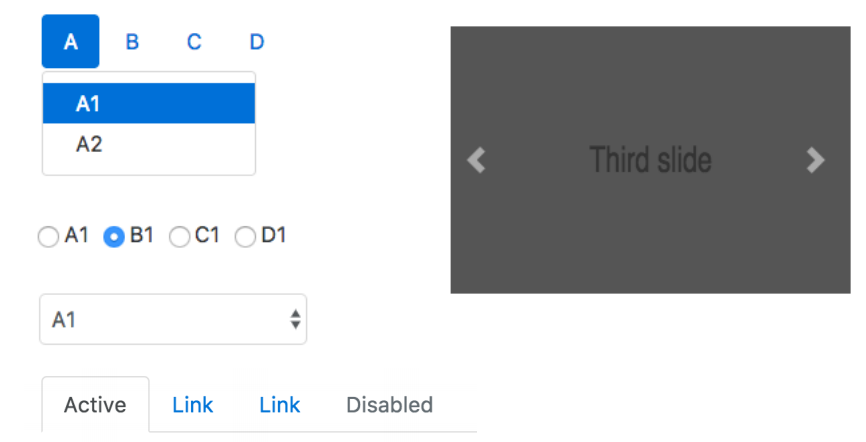 A B C D
A1
A2
Third slide
A1 B1 C1 D1
A1
Active Link Link Disabled